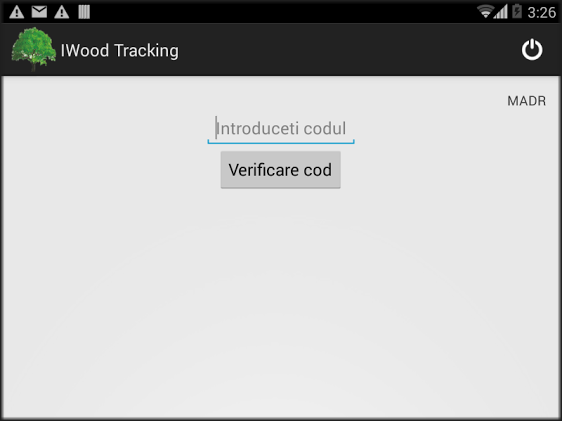 3:26
IWood Tracking
MADR
Introduceti codul
Verificare cod